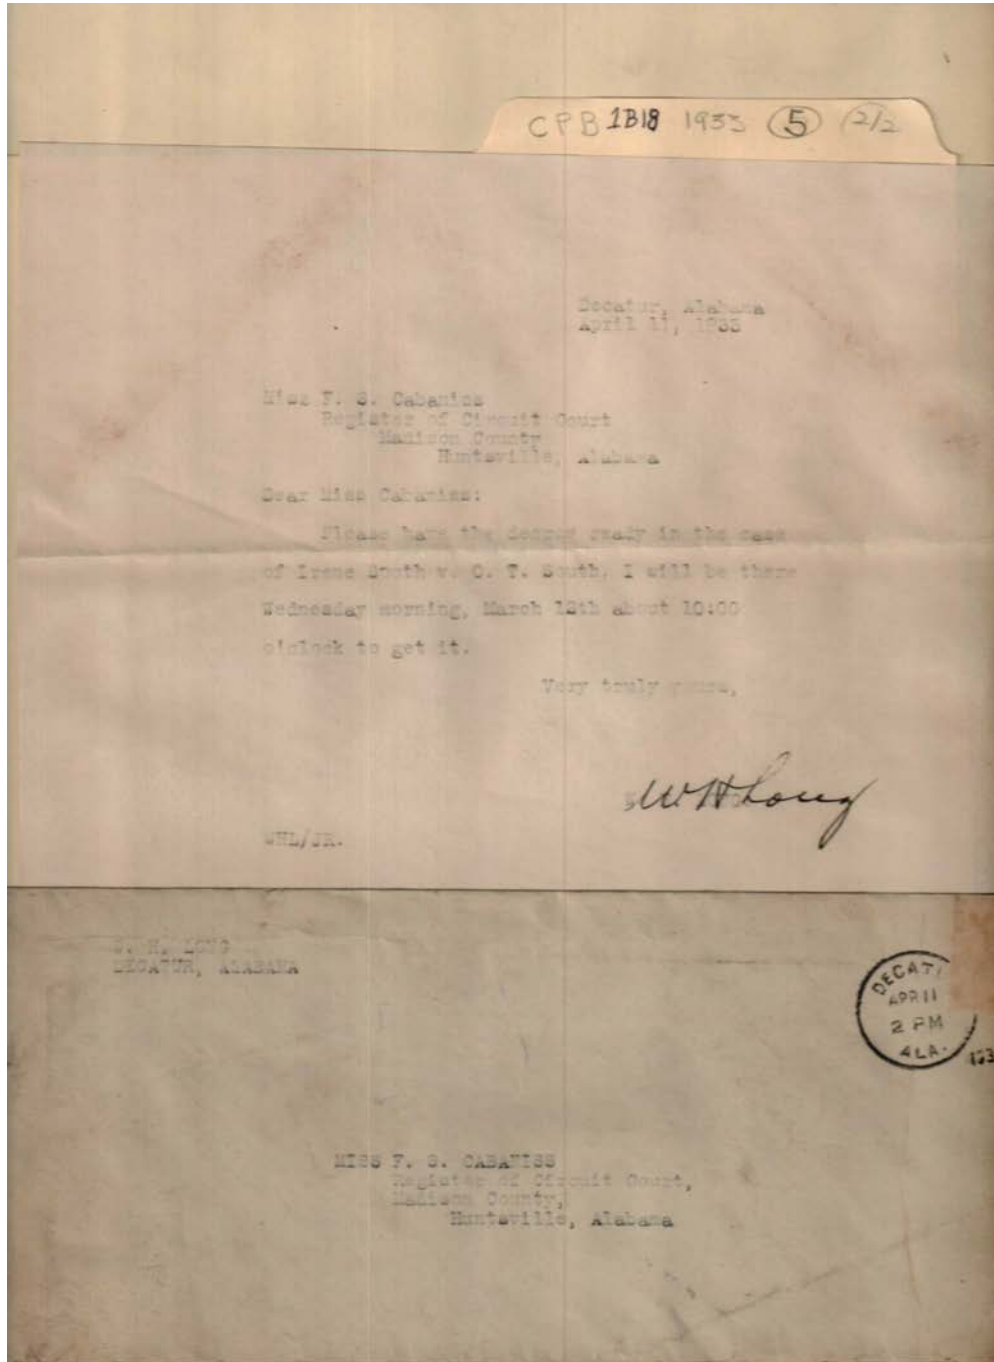 CPB 1B18 1933 5 2/2
Decatur, Alabama
April 11, 1933
Miss F. S. Cabaniss
Register of Circuit Court
Madison County
Huntsville, Alabama
Dear Miss Cabaniss:
Please have the decree ready in the case
of Irene South v. O. T. South, I will be there
Wednesday morning, March 12th about 10:00
o'clock to get it.
Very truly yours,
W H Long
WHL/JR.
W. H. LONG
DECATUR, ALABAMA
DECATU
APR 11
2 PM
ALA.
193
MISS F. S. CABANISS
Register of Circuit Court,
Madison County,
Huntsville, Alabama